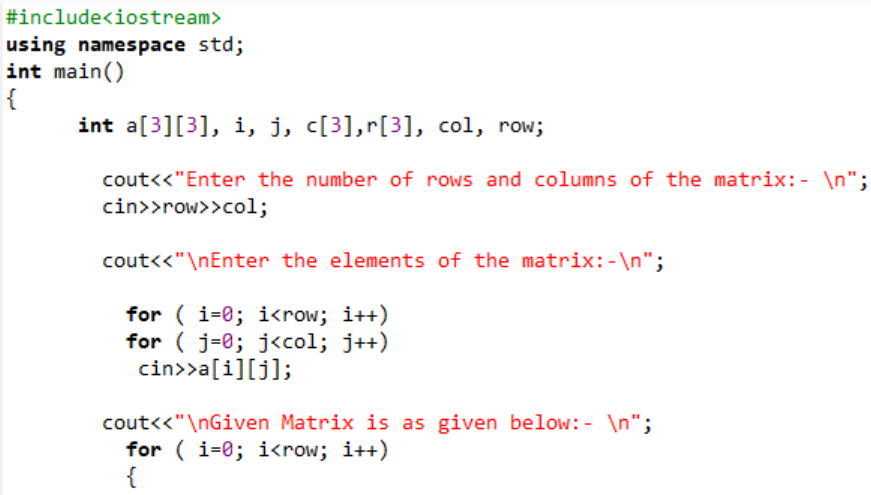 #include<iostream>
using namespace std;
int main()
{
int a[3][3], i, j, c[3],r[3], col, row;
cout<<"Enter the number of rows and columns of the matrix:- \n";
cin>>row>>col;
cout<<"\nEnter the elements of the matrix:-\n";
for ( i=0; i<row; i++)
for ( j=0; j<col; j++)
cin>>a[i][j];
cout<<"\nGiven Matrix is as given below:- \n";
for ( i=0; i<row; i++)
{